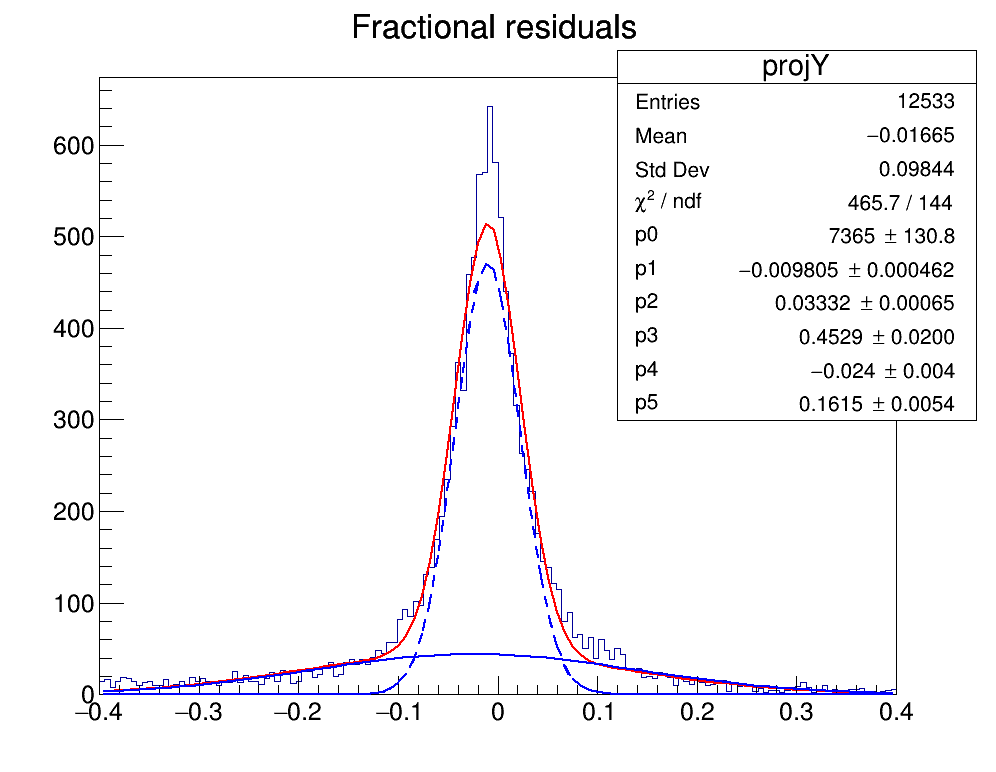 Fractional residuals
projY
Entries 12533
Mean −0.01665
Std Dev 0.09844
χ² / ndf 465.7 / 144
p0 7365 ± 130.8
p1 −0.009805 ± 0.000462
p2 0.03332 ± 0.00065
p3 0.4529 ± 0.0200
p4 −0.024 ± 0.004
p5 0.1615 ± 0.0054
600
500
400
300
200
100
0
−0.4 −0.3 −0.2 −0.1 0 0.1 0.2 0.3 0.4